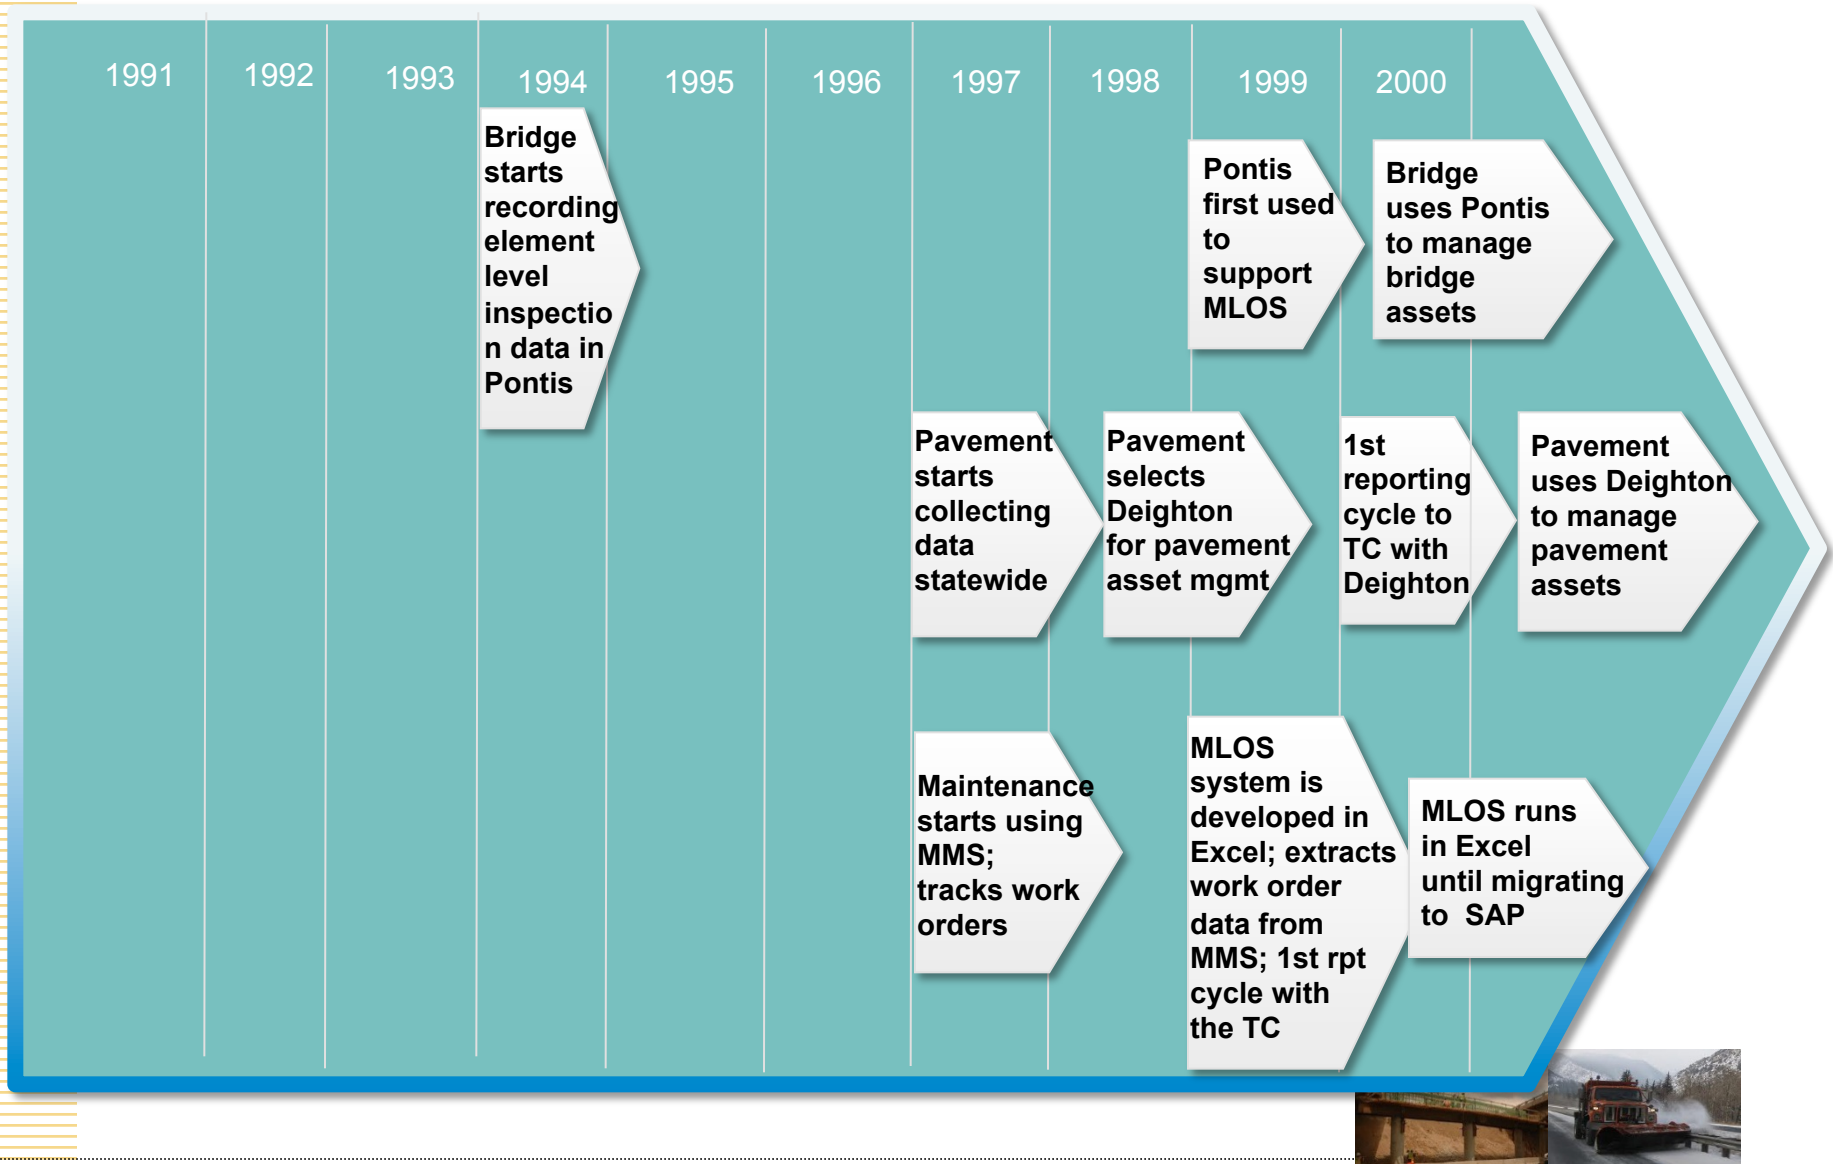 1991
1992
1993
1994
1995
1996
1997
1998
1999
2000
Bridge
starts
recording
element
level
inspectio
n data in
Pontis
Pontis
first used
to
support
MLOS
Bridge
uses Pontis
to manage
bridge
assets
Pavement
starts
collecting
data
statewide
Pavement
selects
Deighton
for pavement
asset mgmt
1st
reporting
cycle to
TC with
Deighton
Pavement
uses Deighton
to manage
pavement
assets
Maintenance
starts using
MMS;
tracks work
orders
MLOS
system is
developed in
Excel; extracts
work order
data from
MMS; 1st rpt
cycle with
the TC
MLOS runs
in Excel
until migrating
to SAP